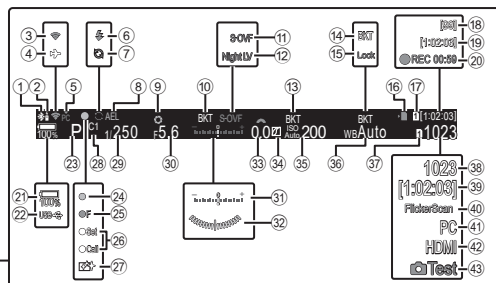 ③ ④ ⑥ ⑦
S-OVF ⑪
Night LV ⑫
⑭ BKT
⑮ Lock
[99] ⑱
[1:02:03] ⑲
REC 00:59 ⑳
① ② ⑤ ⑧ ⑨ ⑩ ⑬ ⑯ ⑰
PC AEL BKT S-OVF BKT BKT 1 [1:02:03]
100% P C1 1/250 F5.6 0.0 ISO Auto 200 WB Auto 1023
㉓ ㉘ ㉙ ㉚ ㉝ ㉞ ㉟ ㊱ ㊲
㉑ 100%
㉒ USB
㉔
F ㉕
Set
Call
㉖
㉗
㉛
㉜
1023 ㊳
[1:02:03] ㊴
FlickerScan ㊵
PC ㊶
HDMI ㊷
Test ㊸